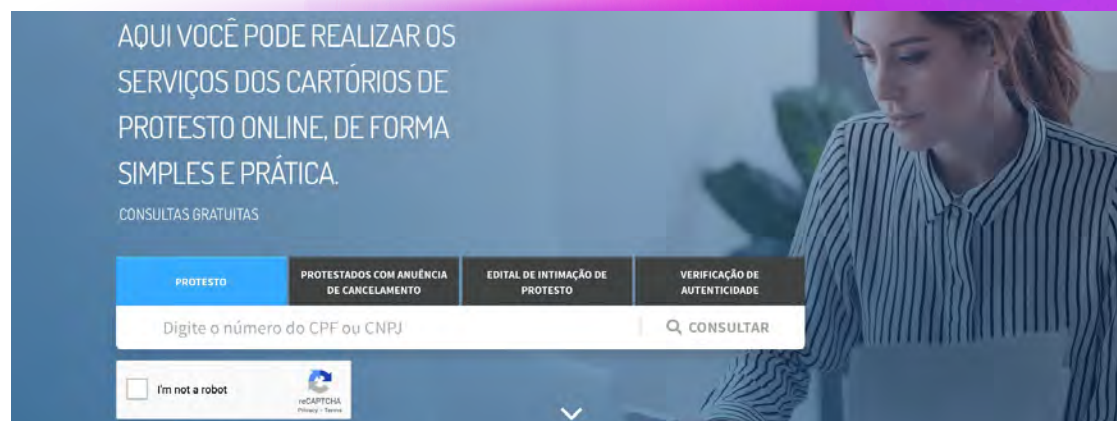 AQUI VOCÊ PODE REALIZAR OS
SERVIÇOS DOS CARTÓRIOS DE
PROTESTO ONLINE, DE FORMA
SIMPLES E PRÁTICA.
CONSULTAS GRATUITAS
PROTESTO
PROTESTADOS COM ANUÊNCIA
DE CANCELAMENTO
EDITAL DE INTIMAÇÃO DE
PROTESTO
VERIFICAÇÃO DE
AUTENTICIDADE
Digite o número do CPF ou CNPJ
CONSULTAR
I'm not a robot
reCAPTCHA
Privacy - Terms